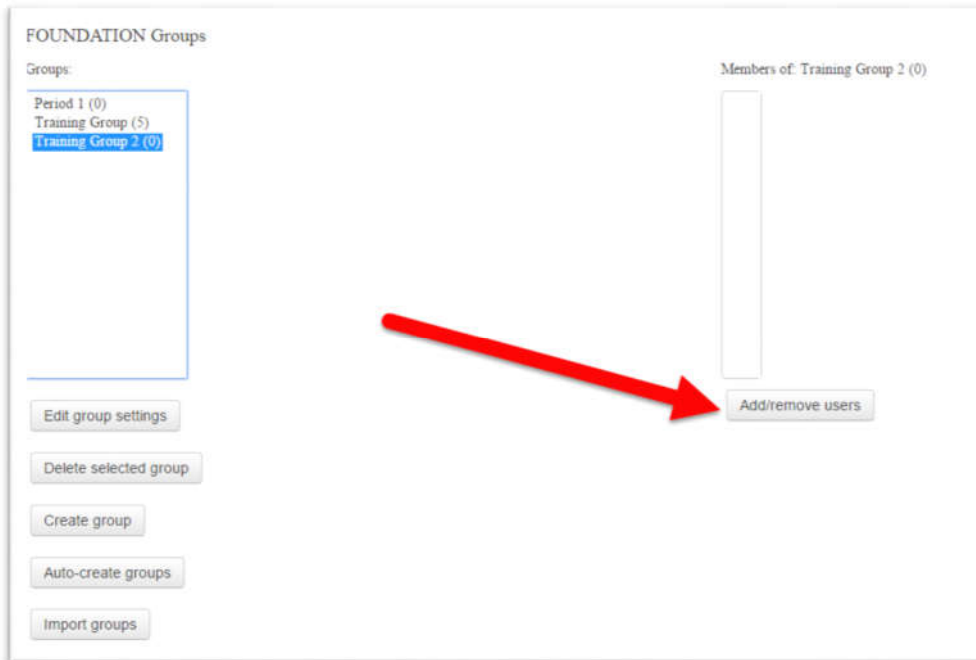 FOUNDATION Groups
Groups:
Period 1 (0)
Training Group (5)
Training Group 2 (0)
Edit group settings
Delete selected group
Create group
Auto-create groups
Import groups
Members of: Training Group 2 (0)
Add/remove users